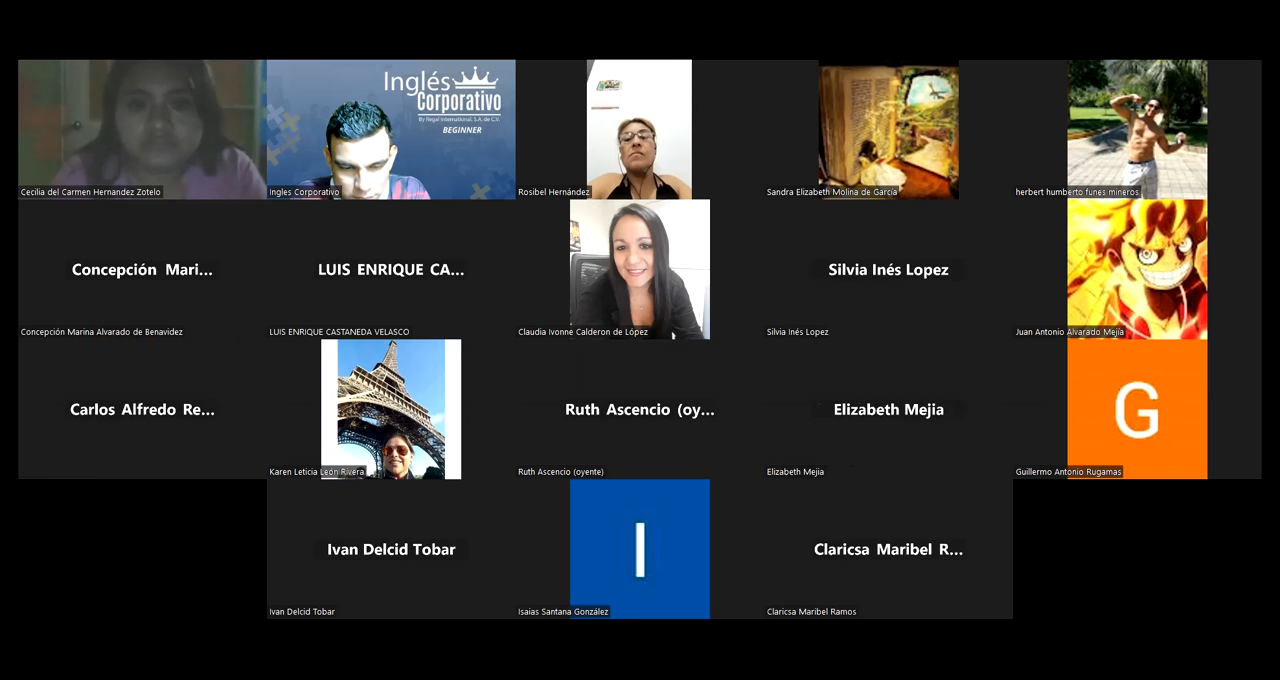 Inglés
Corporativo
By Regal International, S.A. de C.V.
BEGINNER
Cecilia del Carmen Hernandez Zotelo
Ingles Corporativo
Rosibel Hernández
Sandra Elizabeth Molina de García
herbert humberto funes mineros
Concepción Mari...
LUIS ENRIQUE CA...
Silvia Inés Lopez
Concepción Marina Alvarado de Benavidez
LUIS ENRIQUE CASTANEDA VELASCO
Claudia Ivonne Calderon de López
Silvia Inés Lopez
Juan Antonio Alvarado Mejía
Carlos Alfredo Re...
Ruth Ascencio (oy...
Elizabeth Mejia
G
Karen Leticia León Rivera
Ruth Ascencio (oyente)
Elizabeth Mejia
Guillermo Antonio Rugamas
Ivan Delcid Tobar
I
Claricsa Maribel R...
Ivan Delcid Tobar
Isaias Santana González
Claricsa Maribel Ramos